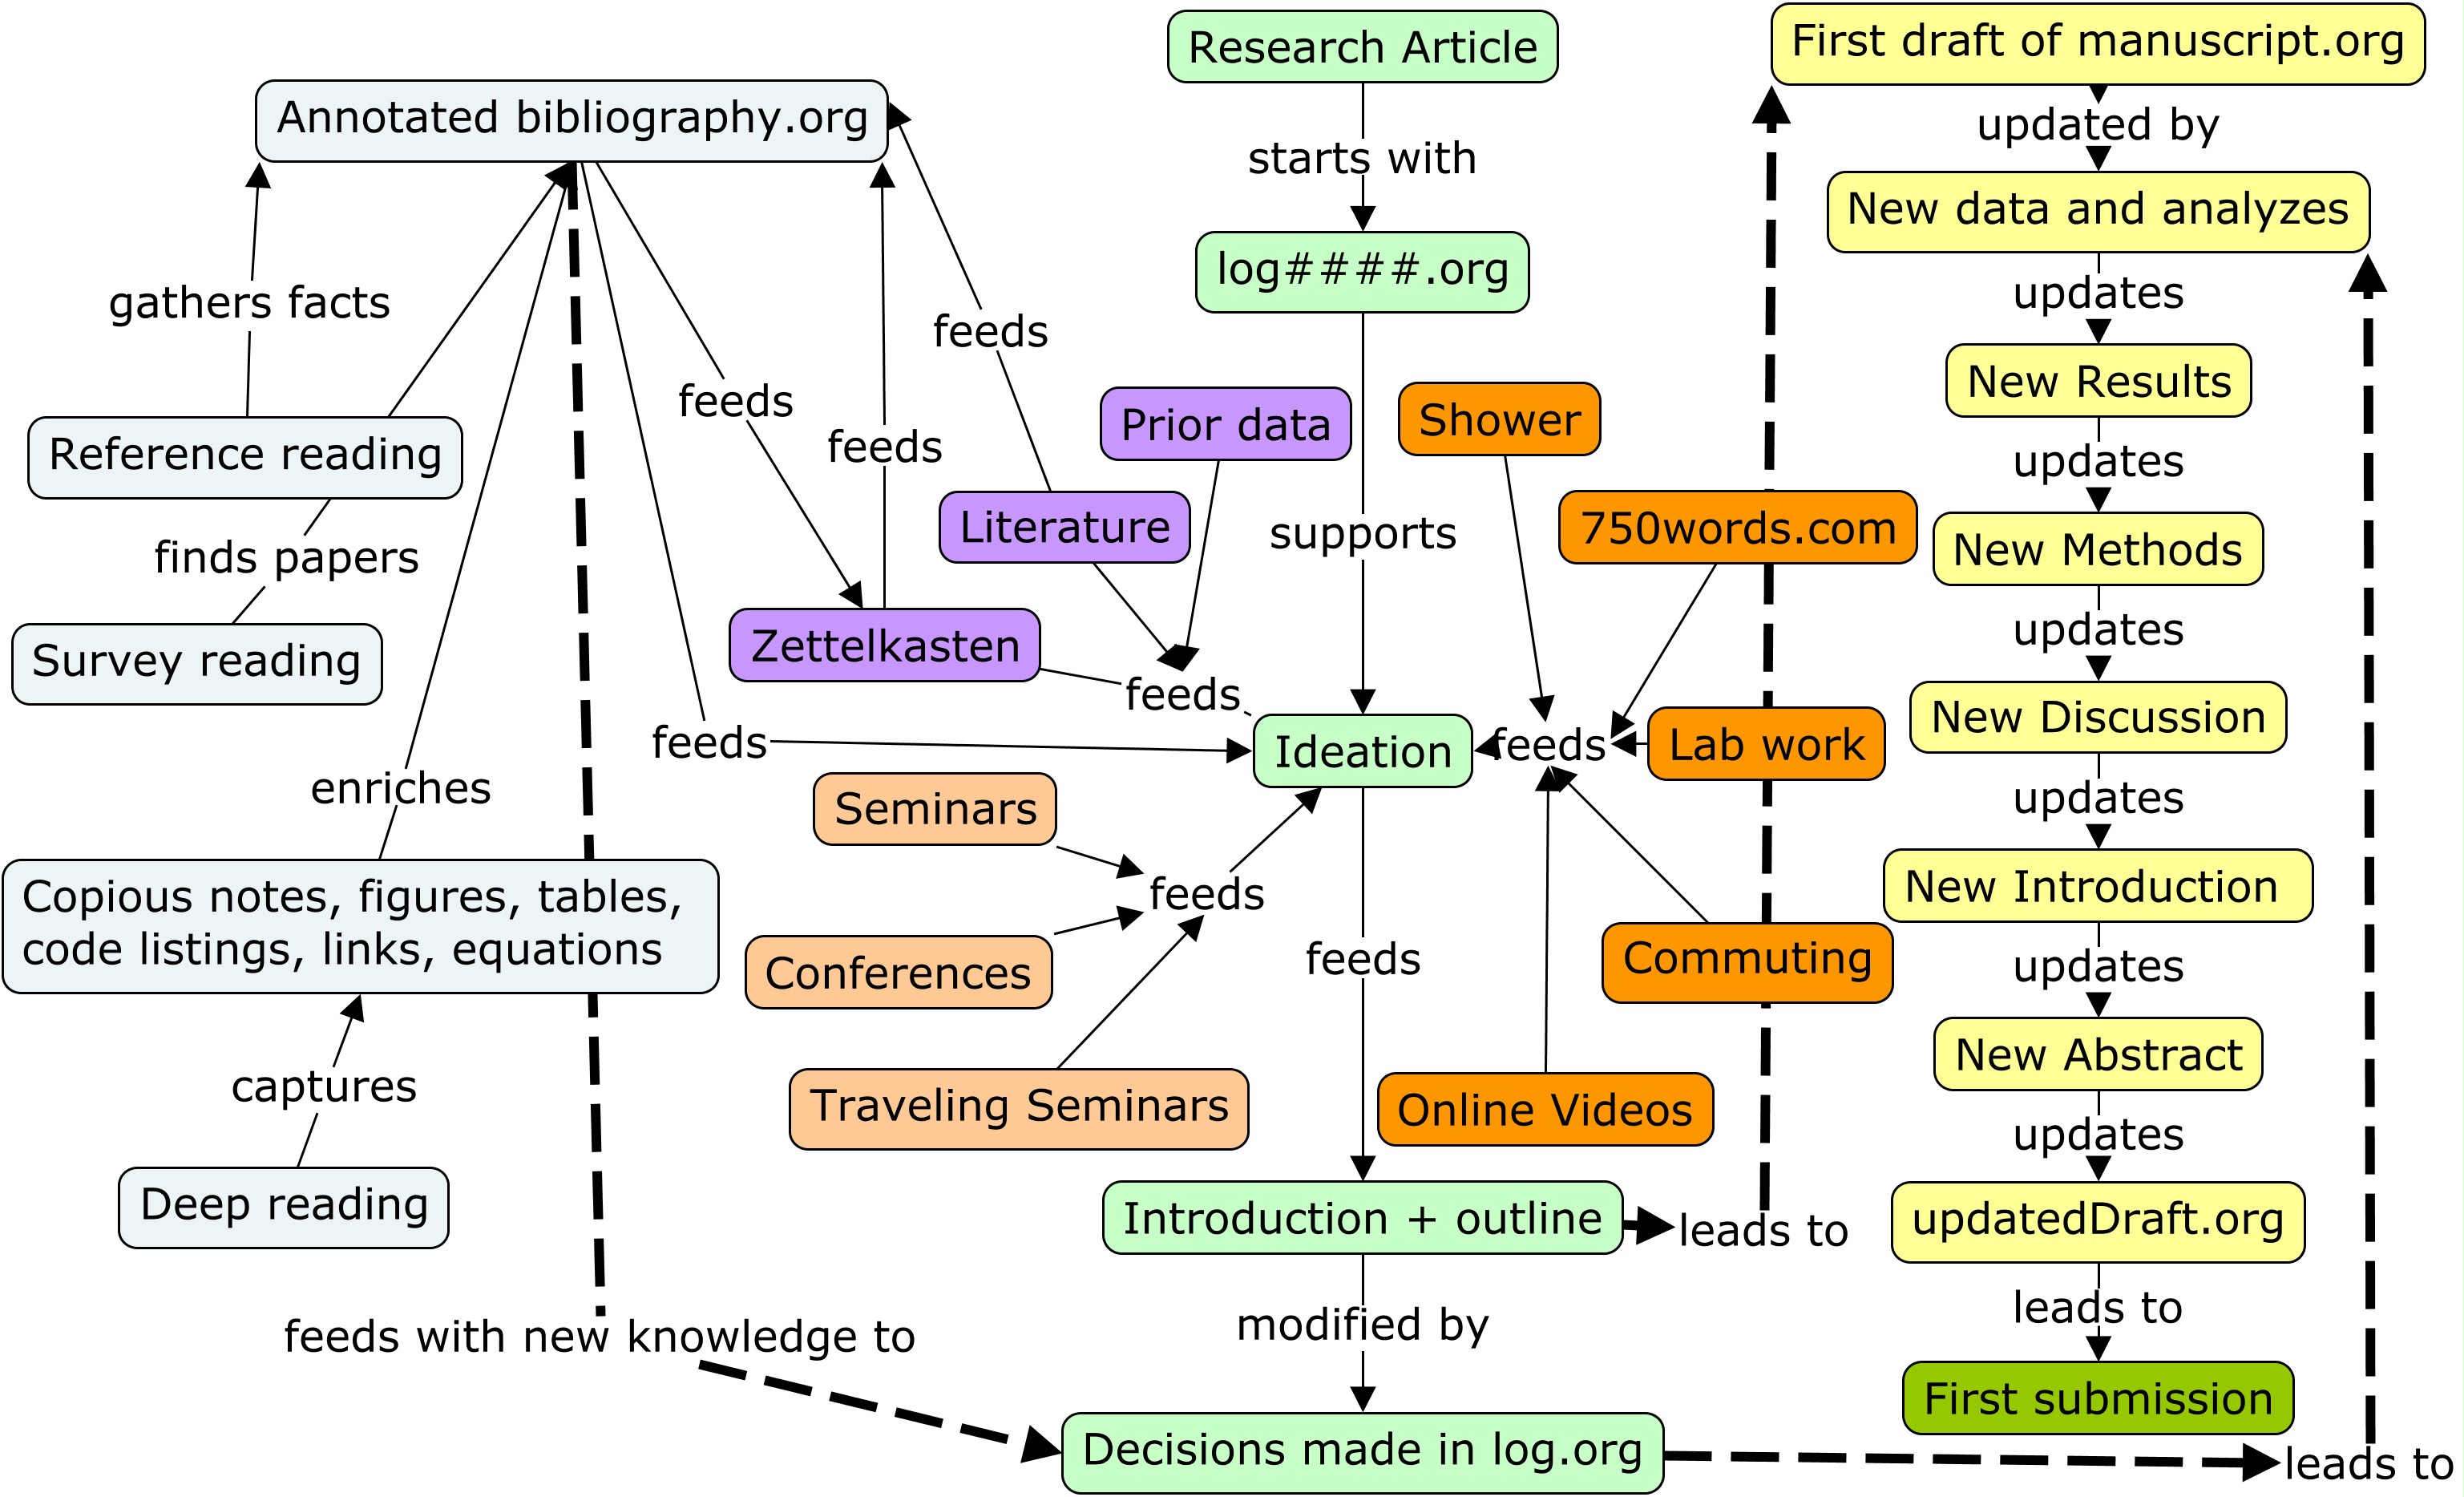 Research Article
starts with
log####.org
supports
Ideation
feeds
Introduction + outline
modified by
Decisions made in log.org
leads to
leads to
Annotated bibliography.org
gathers facts
Reference reading
finds papers
Survey reading
enriches
Copious notes, figures, tables,
code listings, links, equations
captures
Deep reading
feeds with new knowledge to
feeds
feeds
feeds
feeds
Prior data
Literature
Zettelkasten
feeds
Seminars
feeds
Conferences
Traveling Seminars
Shower
750words.com
feeds
Lab work
Commuting
Online Videos
First draft of manuscript.org
updated by
New data and analyzes
updates
New Results
updates
New Methods
updates
New Discussion
updates
New Introduction
updates
New Abstract
updates
updatedDraft.org
leads to
First submission